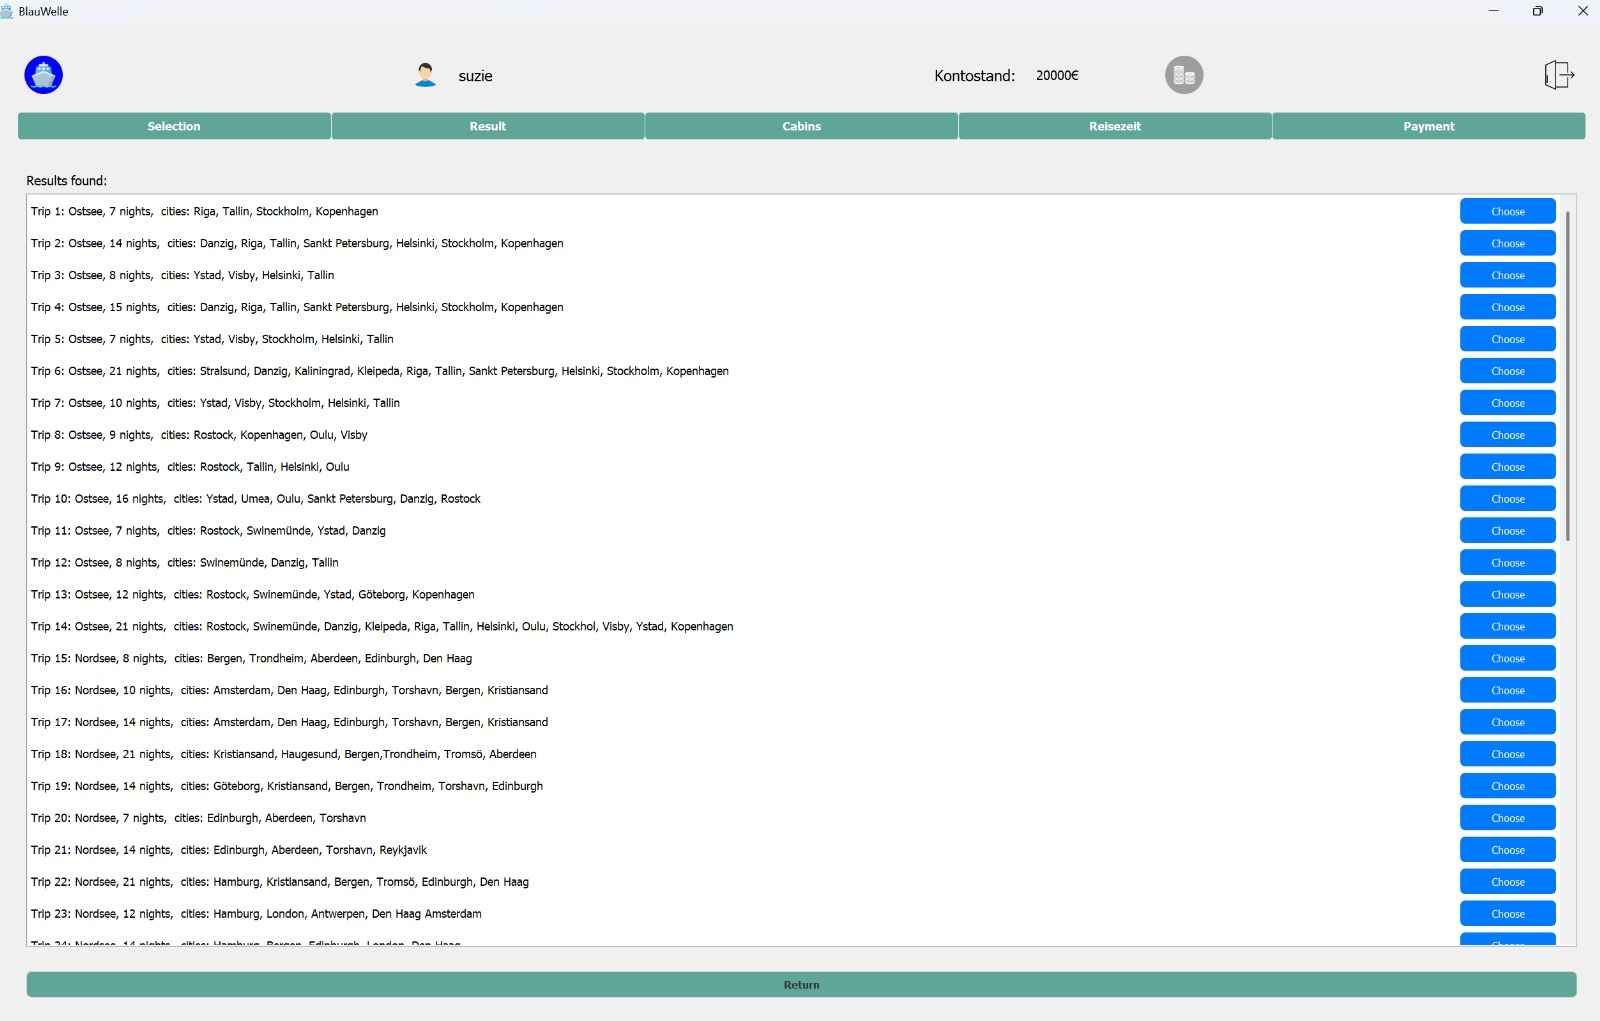 BlauWelle
suzie
Kontostand: 20000€
Selection Result Cabins Reisezeit Payment
Results found:
Trip 1: Ostsee, 7 nights, cities: Riga, Tallin, Stockholm, Kopenhagen Choose
Trip 2: Ostsee, 14 nights, cities: Danzig, Riga, Tallin, Sankt Petersburg, Helsinki, Stockholm, Kopenhagen Choose
Trip 3: Ostsee, 8 nights, cities: Ystad, Visby, Helsinki, Tallin Choose
Trip 4: Ostsee, 15 nights, cities: Danzig, Riga, Tallin, Sankt Petersburg, Helsinki, Stockholm, Kopenhagen Choose
Trip 5: Ostsee, 7 nights, cities: Ystad, Visby, Stockholm, Helsinki, Tallin Choose
Trip 6: Ostsee, 21 nights, cities: Stralsund, Danzig, Kaliningrad, Kleipeda, Riga, Tallin, Sankt Petersburg, Helsinki, Stockholm, Kopenhagen Choose
Trip 7: Ostsee, 10 nights, cities: Ystad, Visby, Stockholm, Helsinki, Tallin Choose
Trip 8: Ostsee, 9 nights, cities: Rostock, Kopenhagen, Oulu, Visby Choose
Trip 9: Ostsee, 12 nights, cities: Rostock, Tallin, Helsinki, Oulu Choose
Trip 10: Ostsee, 16 nights, cities: Ystad, Umea, Oulu, Sankt Petersburg, Danzig, Rostock Choose
Trip 11: Ostsee, 7 nights, cities: Rostock, Swinemünde, Ystad, Danzig Choose
Trip 12: Ostsee, 8 nights, cities: Swinemünde, Danzig, Tallin Choose
Trip 13: Ostsee, 12 nights, cities: Rostock, Swinemünde, Ystad, Göteborg, Kopenhagen Choose
Trip 14: Ostsee, 21 nights, cities: Rostock, Swinemünde, Danzig, Kleipeda, Riga, Tallin, Helsinki, Oulu, Stockhol, Visby, Ystad, Kopenhagen Choose
Trip 15: Nordsee, 8 nights, cities: Bergen, Trondheim, Aberdeen, Edinburgh, Den Haag Choose
Trip 16: Nordsee, 10 nights, cities: Amsterdam, Den Haag, Edinburgh, Torshavn, Bergen, Kristiansand Choose
Trip 17: Nordsee, 14 nights, cities: Amsterdam, Den Haag, Edinburgh, Torshavn, Bergen, Kristiansand Choose
Trip 18: Nordsee, 21 nights, cities: Kristiansand, Haugesund, Bergen,Trondheim, Tromsö, Aberdeen Choose
Trip 19: Nordsee, 14 nights, cities: Göteborg, Kristiansand, Bergen, Trondheim, Torshavn, Edinburgh Choose
Trip 20: Nordsee, 7 nights, cities: Edinburgh, Aberdeen, Torshavn Choose
Trip 21: Nordsee, 14 nights, cities: Edinburgh, Aberdeen, Torshavn, Reykjavik Choose
Trip 22: Nordsee, 21 nights, cities: Hamburg, Kristiansand, Bergen, Tromsö, Edinburgh, Den Haag Choose
Trip 23: Nordsee, 12 nights, cities: Hamburg, London, Antwerpen, Den Haag Amsterdam Choose
Trip 24: Nordsee, 14 nights, cities: Hamburg, Bergen, Edinburgh, London, Den Haag Choose
Return